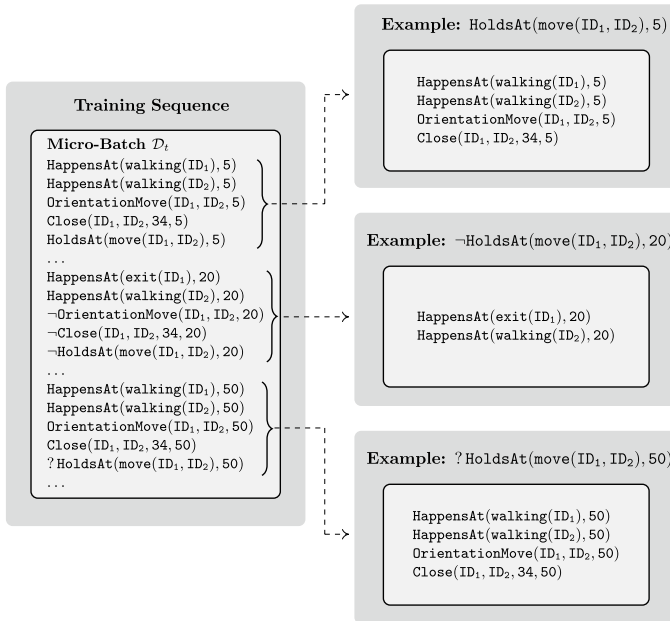 Training Sequence
Micro-Batch 𝒟ₜ
HappensAt(walking(ID₁), 5)
HappensAt(walking(ID₂), 5)
OrientationMove(ID₁, ID₂, 5)
Close(ID₁, ID₂, 34, 5)
HoldsAt(move(ID₁, ID₂), 5)
...
HappensAt(exit(ID₁), 20)
HappensAt(walking(ID₂), 20)
¬OrientationMove(ID₁, ID₂, 20)
¬Close(ID₁, ID₂, 34, 20)
¬HoldsAt(move(ID₁, ID₂), 20)
...
HappensAt(walking(ID₁), 50)
HappensAt(walking(ID₂), 50)
OrientationMove(ID₁, ID₂, 50)
Close(ID₁, ID₂, 34, 50)
?HoldsAt(move(ID₁, ID₂), 50)
...
Example: HoldsAt(move(ID₁, ID₂), 5)
HappensAt(walking(ID₁), 5)
HappensAt(walking(ID₂), 5)
OrientationMove(ID₁, ID₂, 5)
Close(ID₁, ID₂, 34, 5)
Example: ¬HoldsAt(move(ID₁, ID₂), 20)
HappensAt(exit(ID₁), 20)
HappensAt(walking(ID₂), 20)
Example: ?HoldsAt(move(ID₁, ID₂), 50)
HappensAt(walking(ID₁), 50)
HappensAt(walking(ID₂), 50)
OrientationMove(ID₁, ID₂, 50)
Close(ID₁, ID₂, 34, 50)